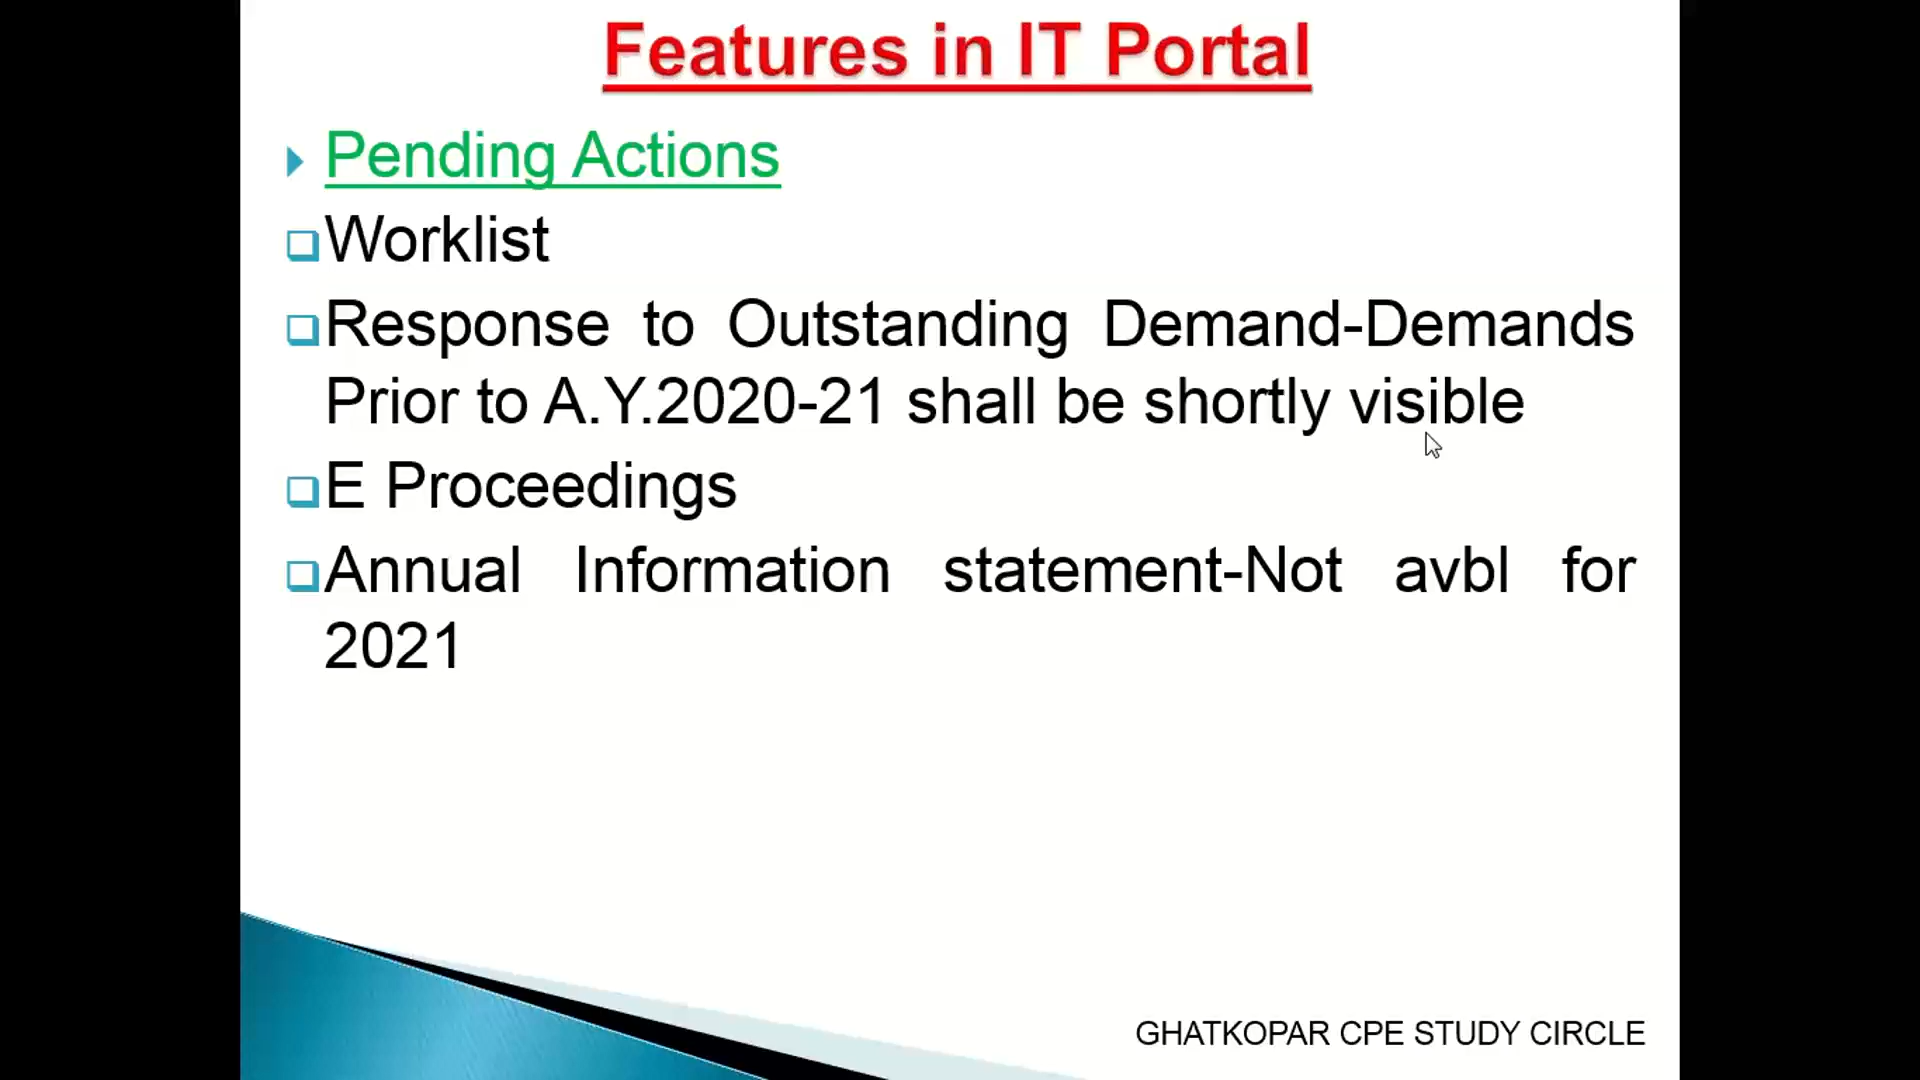 Features in IT Portal
Pending Actions
Worklist
Response to Outstanding Demand-Demands
Prior to A.Y.2020-21 shall be shortly visible
E Proceedings
Annual Information statement-Not avbl for
2021
GHATKOPAR CPE STUDY CIRCLE